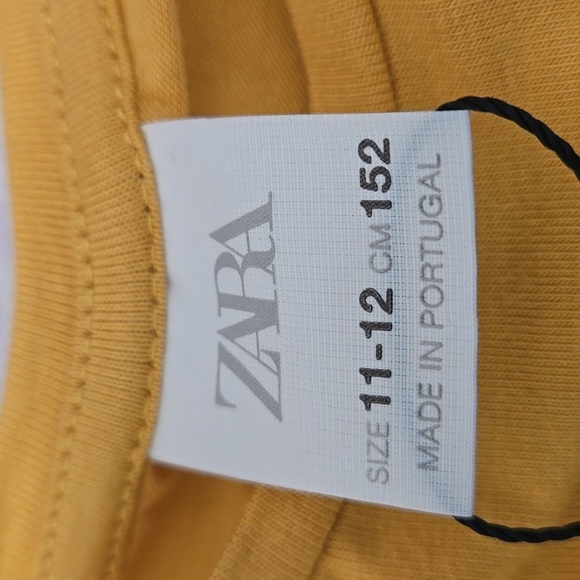 ZARA
SIZE 11-12 CM 152
MADE IN PORTUGAL